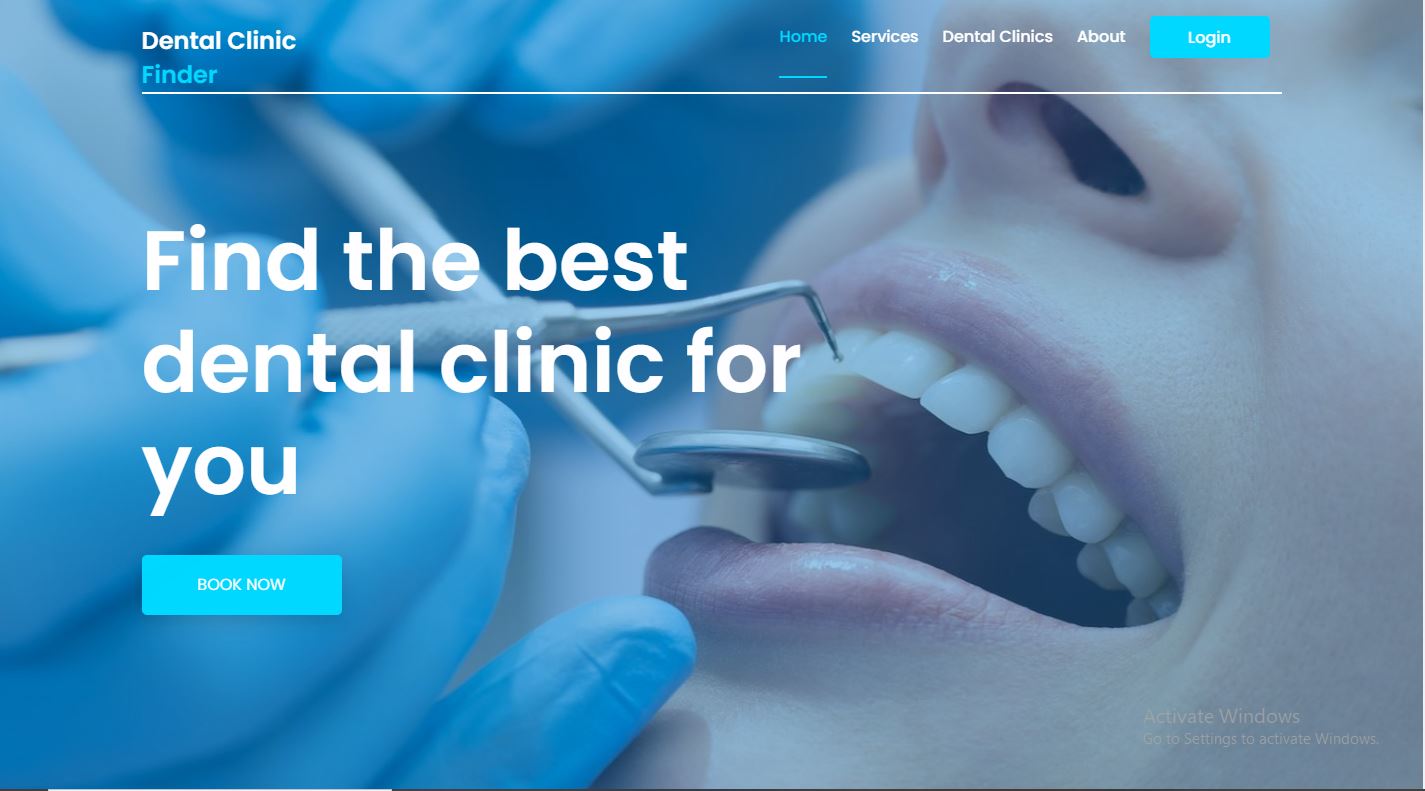 Dental Clinic
Finder
Home Services Dental Clinics About Login
Find the best
dental clinic for
you
BOOK NOW
Activate Windows
Go to Settings to activate Windows.